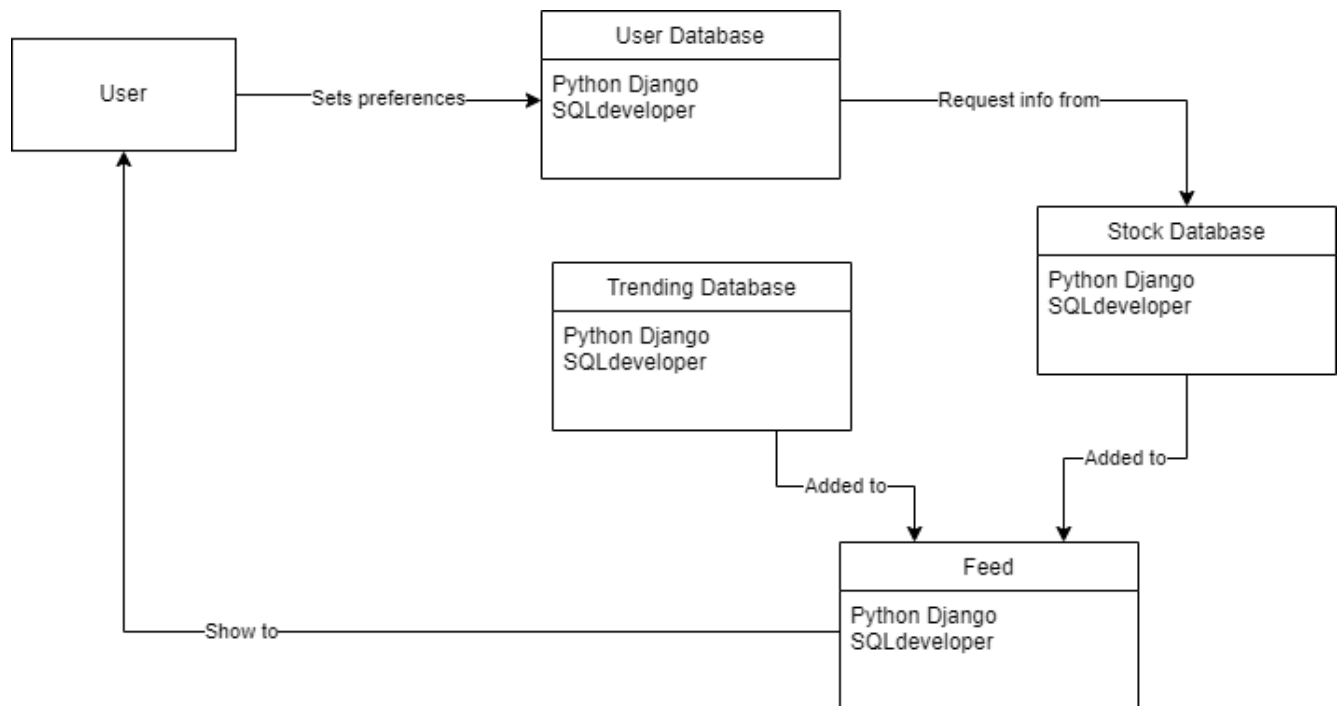 User Database
Python Django
SQLdeveloper
User
Sets preferences
Request info from
Stock Database
Python Django
SQLdeveloper
Trending Database
Python Django
SQLdeveloper
Added to
Added to
Feed
Python Django
SQLdeveloper
Show to